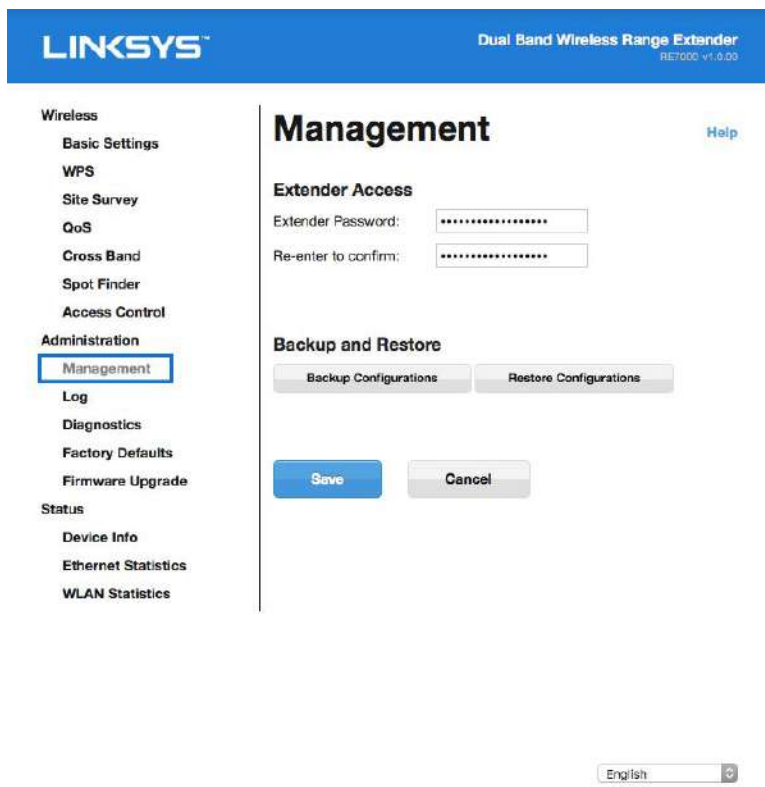 LINKSYS™
Dual Band Wireless Range Extender
RE7000 v1.0.00
Wireless
Basic Settings
WPS
Site Survey
QoS
Cross Band
Spot Finder
Access Control
Administration
Management
Log
Diagnostics
Factory Defaults
Firmware Upgrade
Status
Device Info
Ethernet Statistics
WLAN Statistics
Management
Help
Extender Access
Extender Password: ••••••••••••••••••
Re-enter to confirm: ••••••••••••••••••
Backup and Restore
Backup Configurations Restore Configurations
Save Cancel
English